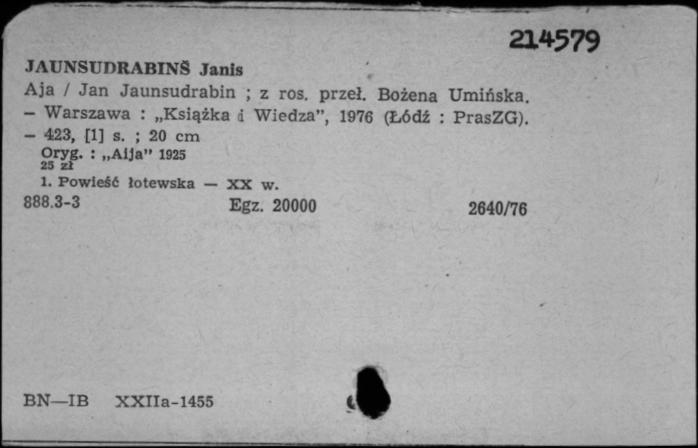 214579
JAUNSUDRABINŠ Janis
Aja / Jan Jaunsudrabin ; z ros. przeł. Bożena Umińska.
— Warszawa : „Książka i Wiedza”, 1976 (Łódź : PrasZG).
— 423, [1] s. ; 20 cm
Oryg. : „Aija” 1925
25 zł
1. Powieść łotewska — XX w.
888.3-3 Egz. 20000 2640/76
BN—IB XXIIa-1455